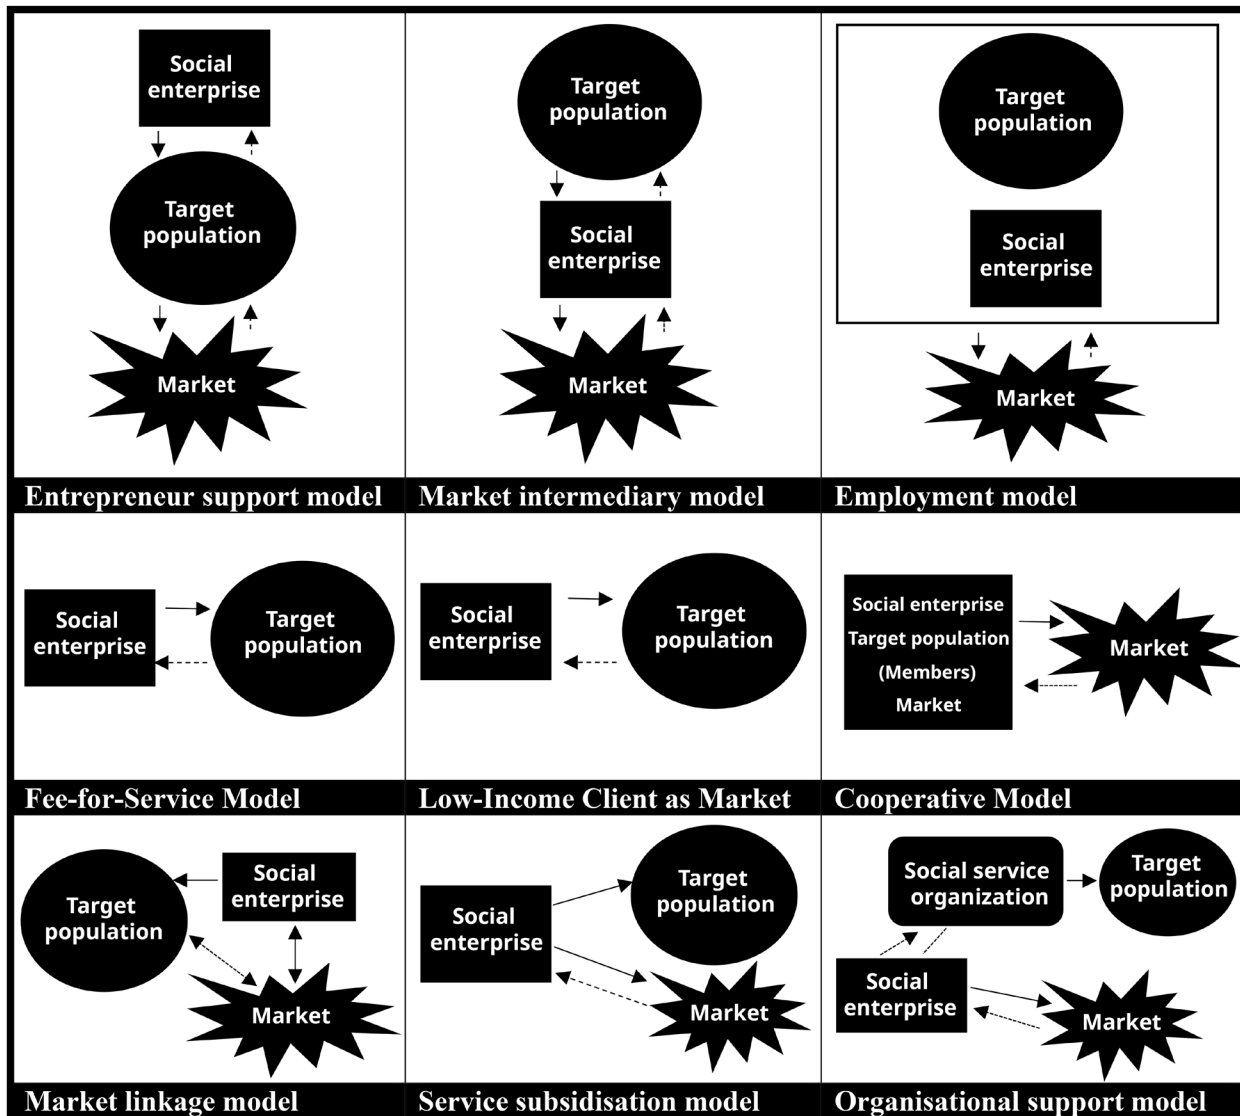 Social
enterprise
Target
population
Market
Entrepreneur support model
Target
population
Social
enterprise
Market
Market intermediary model
Target
population
Social
enterprise
Market
Employment model
Social
enterprise
Target
population
Fee-for-Service Model
Social
enterprise
Target
population
Low-Income Client as Market
Social enterprise
Target population
(Members)
Market
Market
Cooperative Model
Target
population
Social
enterprise
Market
Market linkage model
Social
enterprise
Target
population
Market
Service subsidisation model
Social service
organization
Target
population
Social
enterprise
Market
Organisational support model